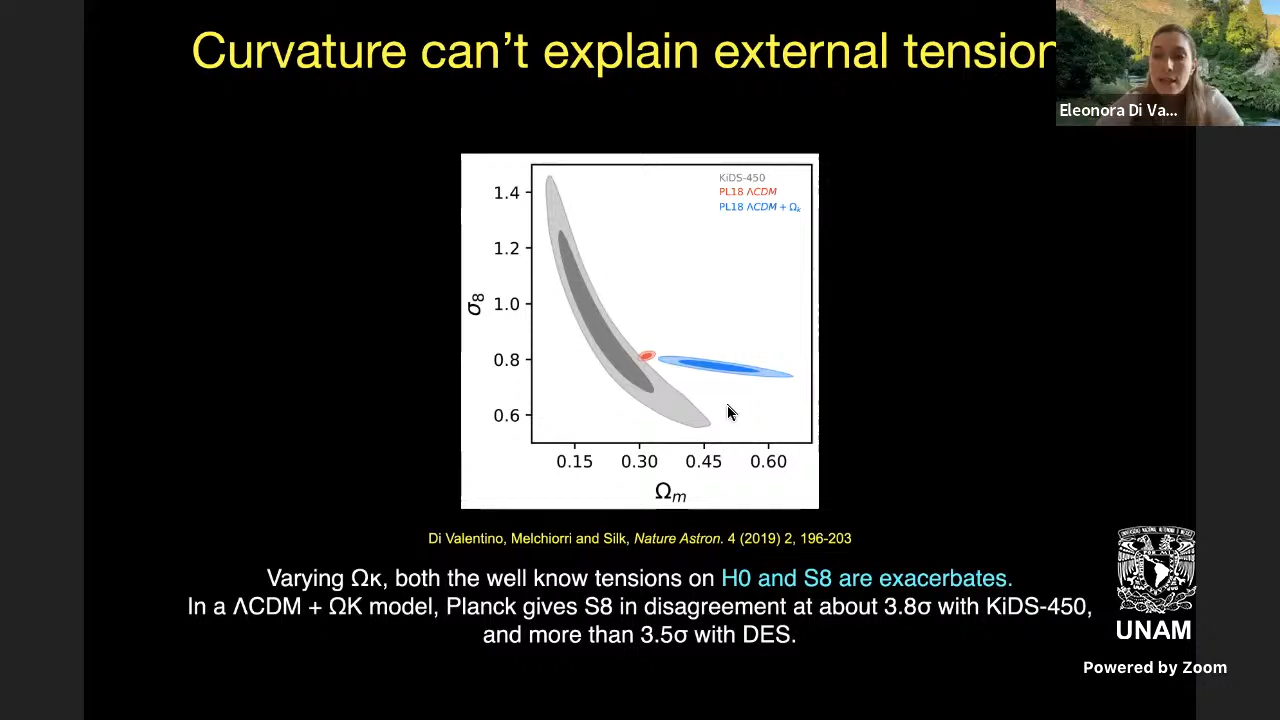 Curvature can't explain external tension
Eleonora Di Va...
KiDS-450
PL18 ΛCDM
PL18 ΛCDM + Ωk
1.4
1.2
1.0
0.8
0.6
σ8
0.15 0.30 0.45 0.60
Ωm
Di Valentino, Melchiorri and Silk, Nature Astron. 4 (2019) 2, 196-203
Varying Ωκ, both the well know tensions on H0 and S8 are exacerbates.
In a ΛCDM + ΩK model, Planck gives S8 in disagreement at about 3.8σ with KiDS-450,
and more than 3.5σ with DES.
UNAM
Powered by Zoom